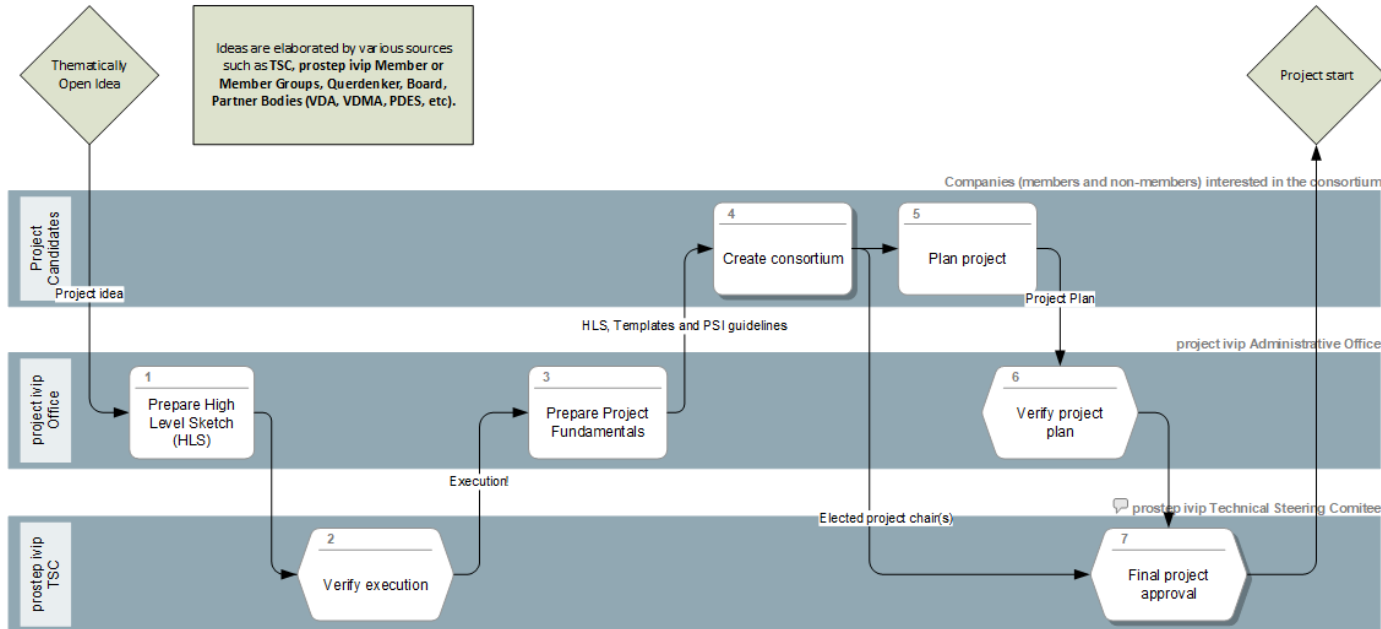 Thematically
Open Idea
Ideas are elaborated by various sources
such as TSC, prostep ivip Member or
Member Groups, Querdenker, Board,
Partner Bodies (VDA, VDMA, PDES, etc).
Project start
Companies (members and non-members) interested in the consortium
Project
Candidates
4
Create consortium
5
Plan project
Project idea
Project Plan
HLS, Templates and PSI guidelines
project ivip Administrative Office
project ivip
Office
1
Prepare High
Level Sketch
(HLS)
3
Prepare Project
Fundamentals
6
Verify project
plan
Execution!
Elected project chair(s)
prostep ivip Technical Steering Comitee
prostep ivip
TSC
2
Verify execution
7
Final project
approval